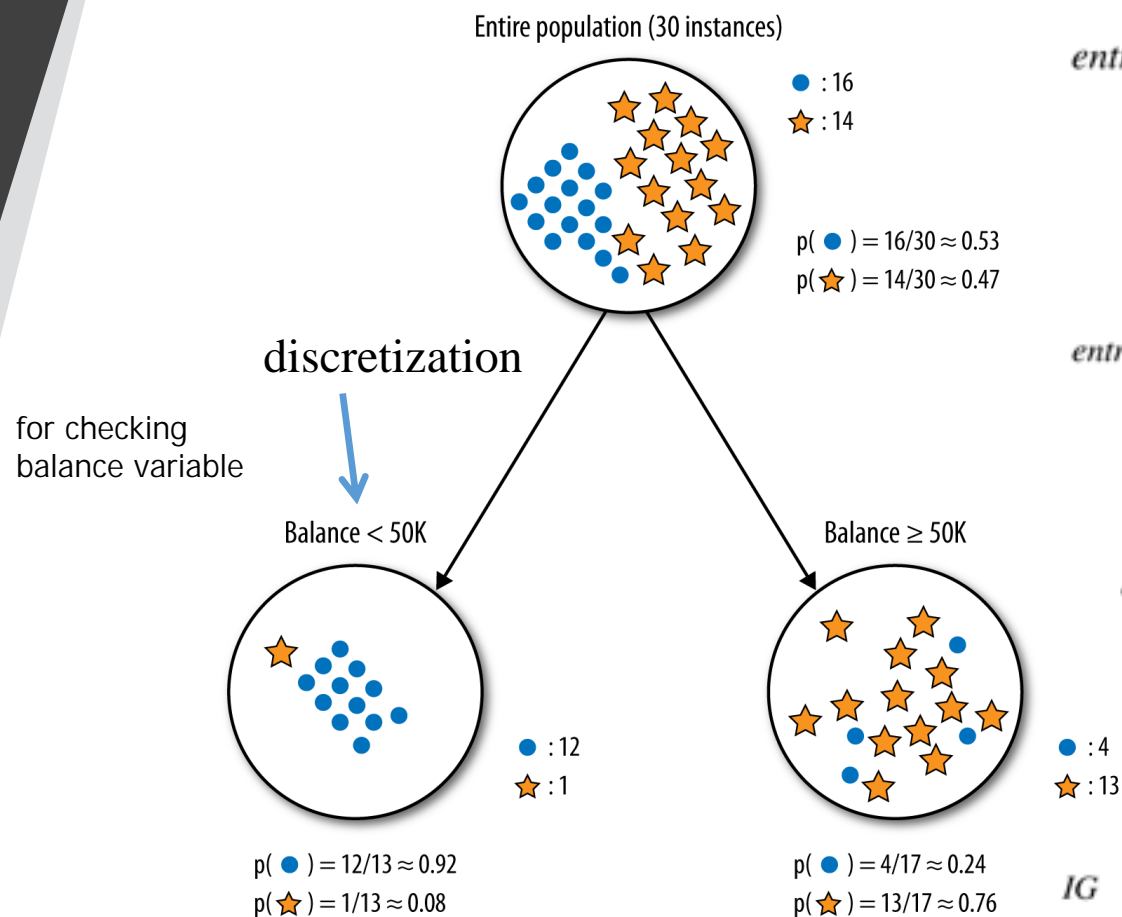 Entire population (30 instances)
: 16
: 14
p( ) = 16/30 ≈ 0.53
p( ) = 14/30 ≈ 0.47
discretization
for checking
balance variable
Balance < 50K
Balance ≥ 50K
: 12
: 1
: 4
: 13
p( ) = 12/13 ≈ 0.92
p( ) = 1/13 ≈ 0.08
p( ) = 4/17 ≈ 0.24
p( ) = 13/17 ≈ 0.76
IG